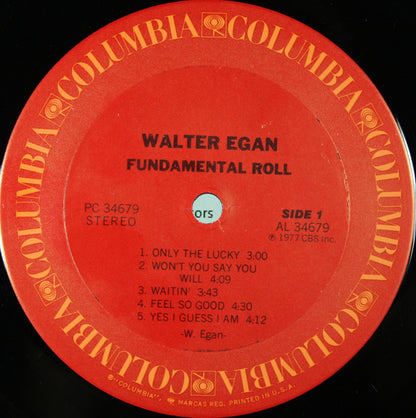 COLUMBIA COLUMBIA COLUMBIA COLUMBIA COLUMBIA COLUMBIA
WALTER EGAN
FUNDAMENTAL ROLL
PC 34679
STEREO
ors
SIDE 1
AL 34679
℗ 1977 CBS Inc.
1. ONLY THE LUCKY 3:00
2. WON'T YOU SAY YOU
WILL 4:09
3. WAITIN' 3:43
4. FEEL SO GOOD 4:30
5. YES I GUESS I AM 4:12
-W. Egan-
® "COLUMBIA", MARCAS REG. PRINTED IN U.S.A.